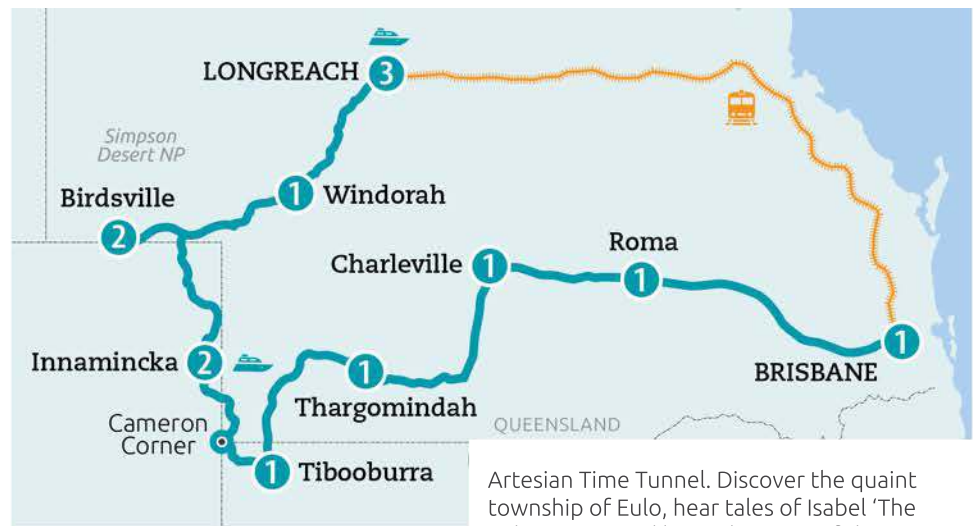 LONGREACH
3
Simpson
Desert NP
Birdsville
2
1
Windorah
Charleville
1
Roma
1
Innamincka
2
1
Thargomindah
1
BRISBANE
Cameron
Corner
QUEENSLAND
1
Tibooburra
Artesian Time Tunnel. Discover the quaint
township of Eulo, hear tales of Isabel ‘The